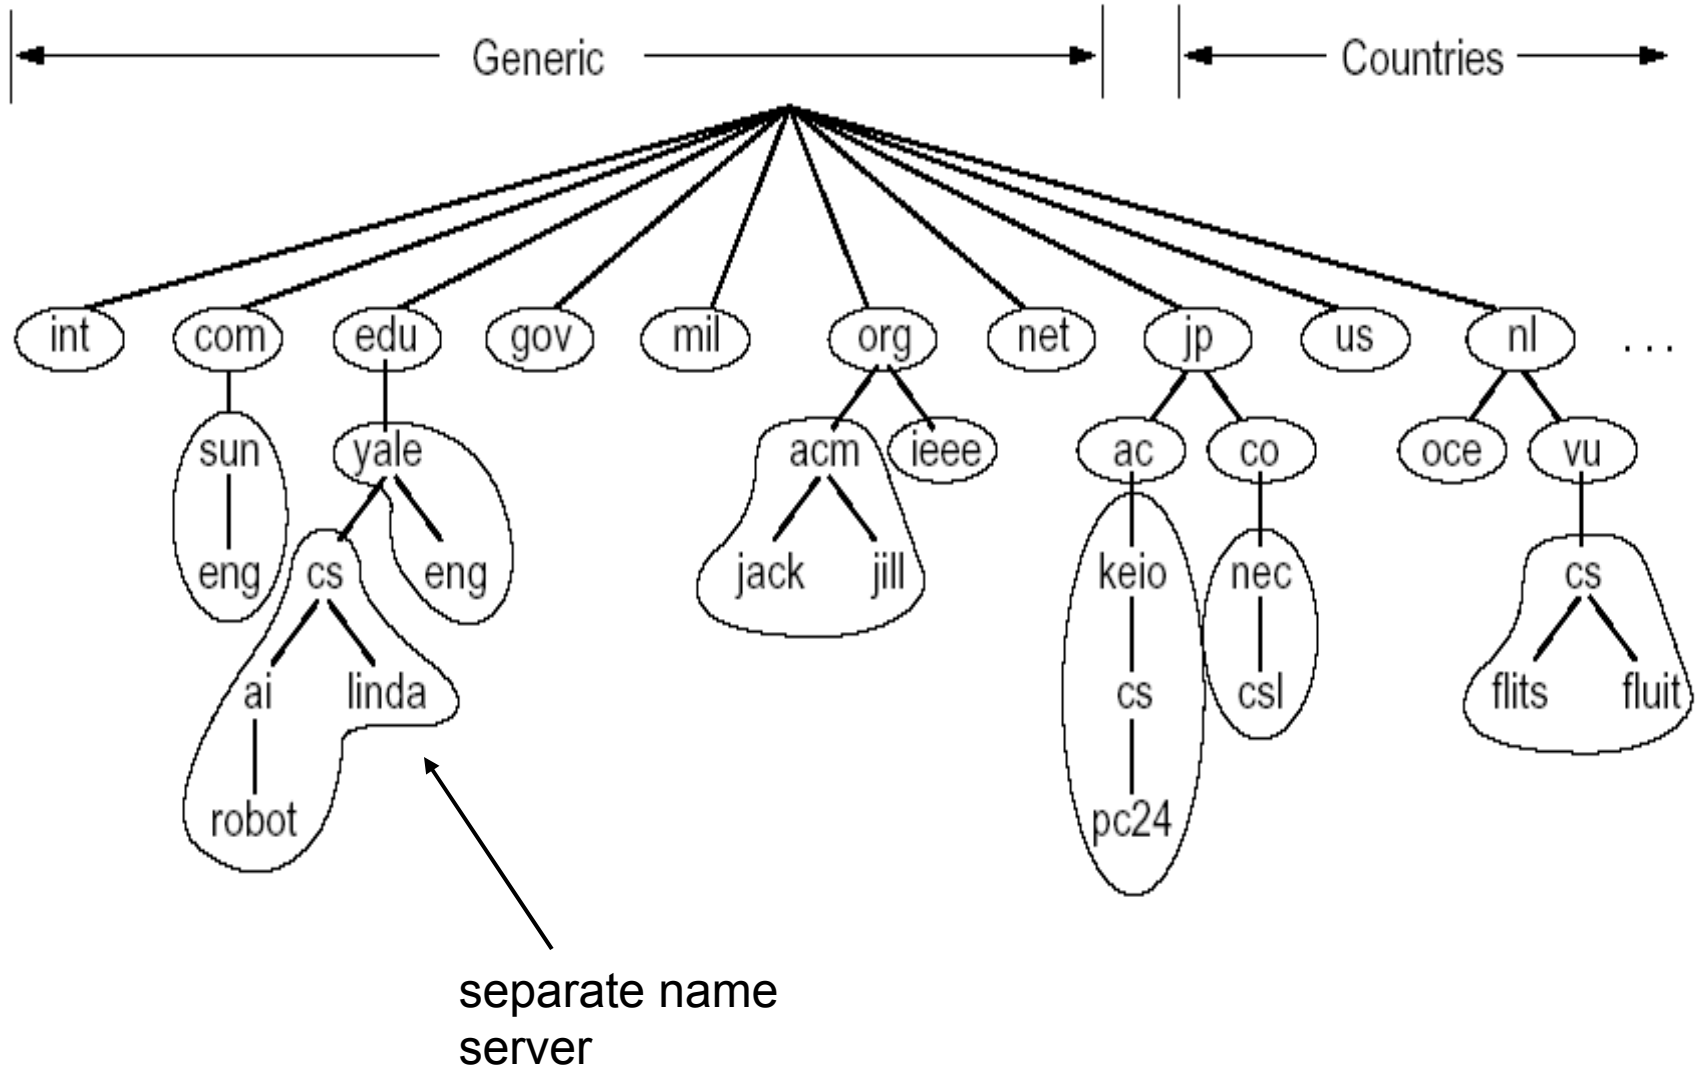 Generic Countries
int com edu gov mil org net jp us nl ...
sun yale acm ieee ac co oce vu
eng cs eng jack jill keio nec cs
ai linda cs csl flits fluit
robot pc24
separate name
server